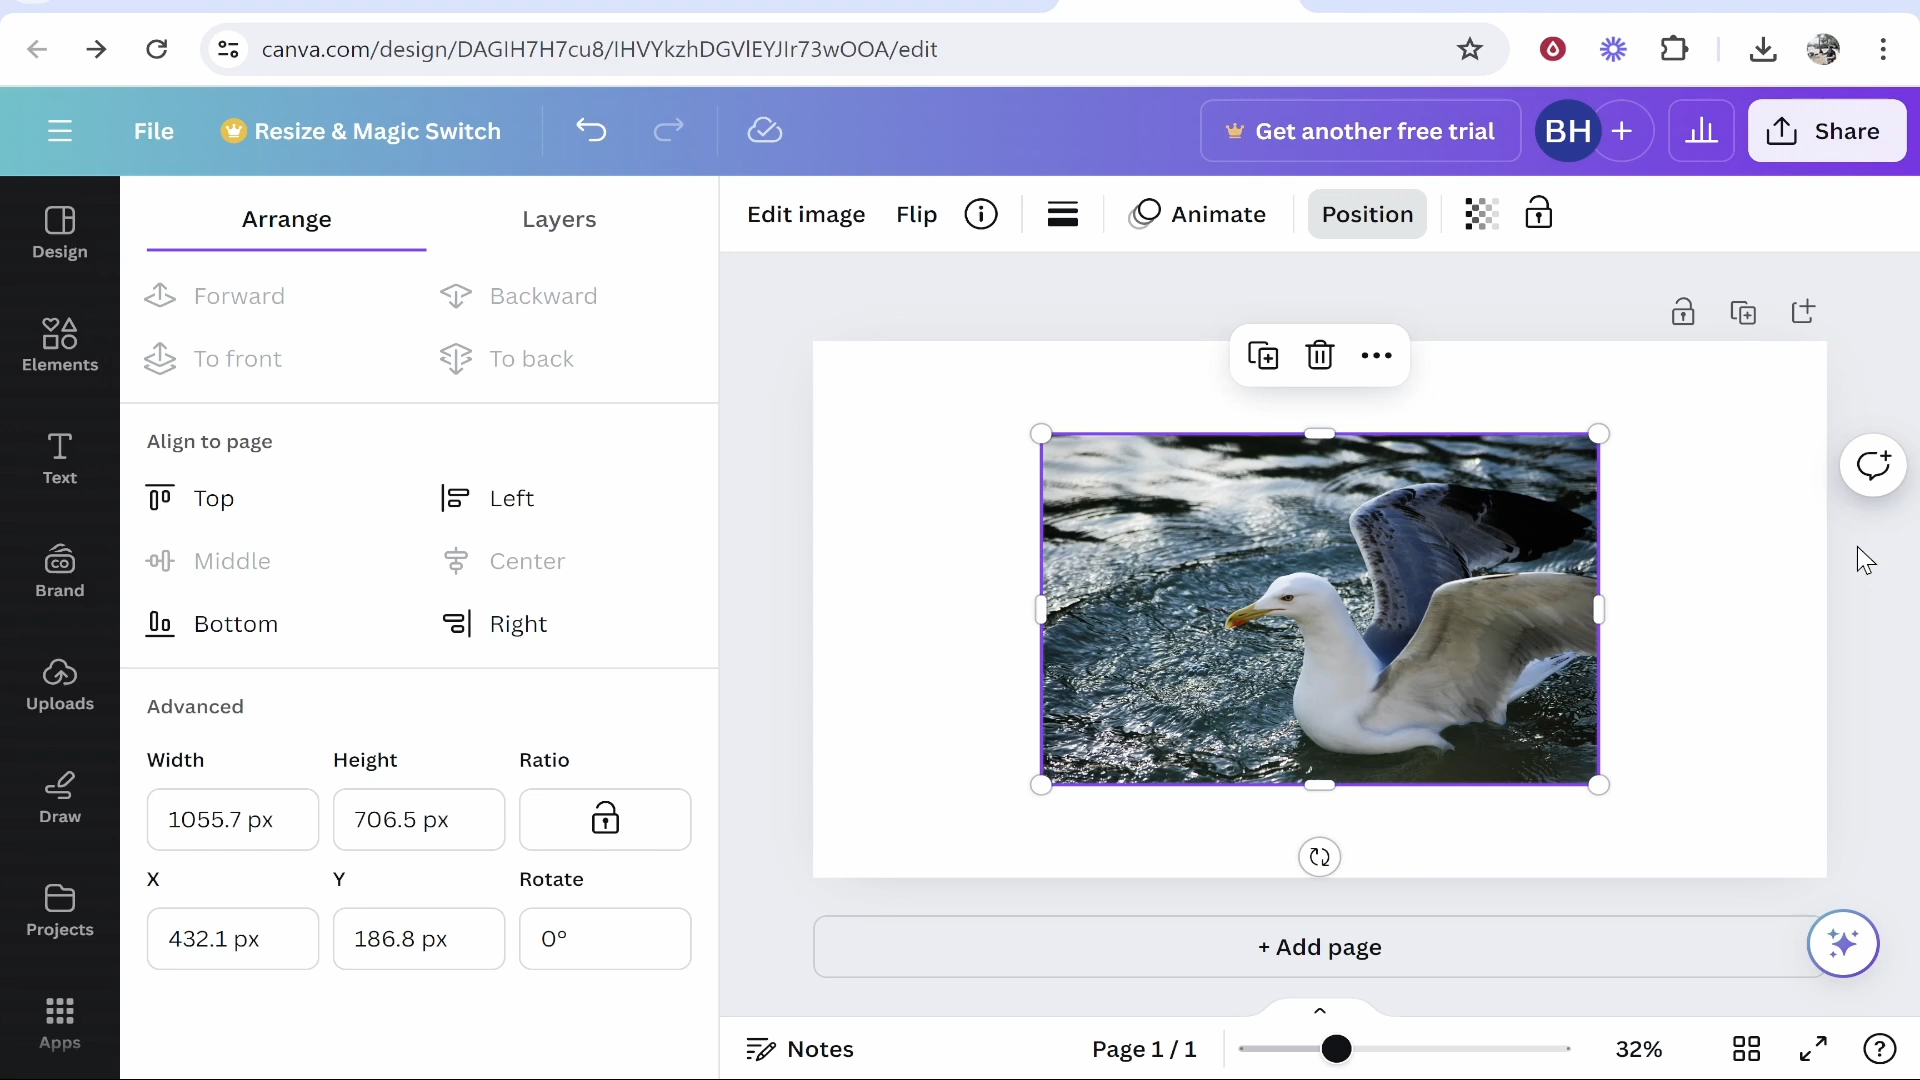 canva.com/design/DAGIH7H7cu8/IHVYkzhDGVlEYJIr73wOOA/edit
File
Resize & Magic Switch
Get another free trial
BH
Share
Design
Elements
Text
Brand
Uploads
Draw
Projects
Apps
Arrange
Layers
Forward
Backward
To front
To back
Align to page
Top
Left
Middle
Center
Bottom
Right
Advanced
Width
Height
Ratio
1055.7 px
706.5 px
X
Y
Rotate
432.1 px
186.8 px
0°
Edit image
Flip
Animate
Position
+ Add page
Notes
Page 1 / 1
32%